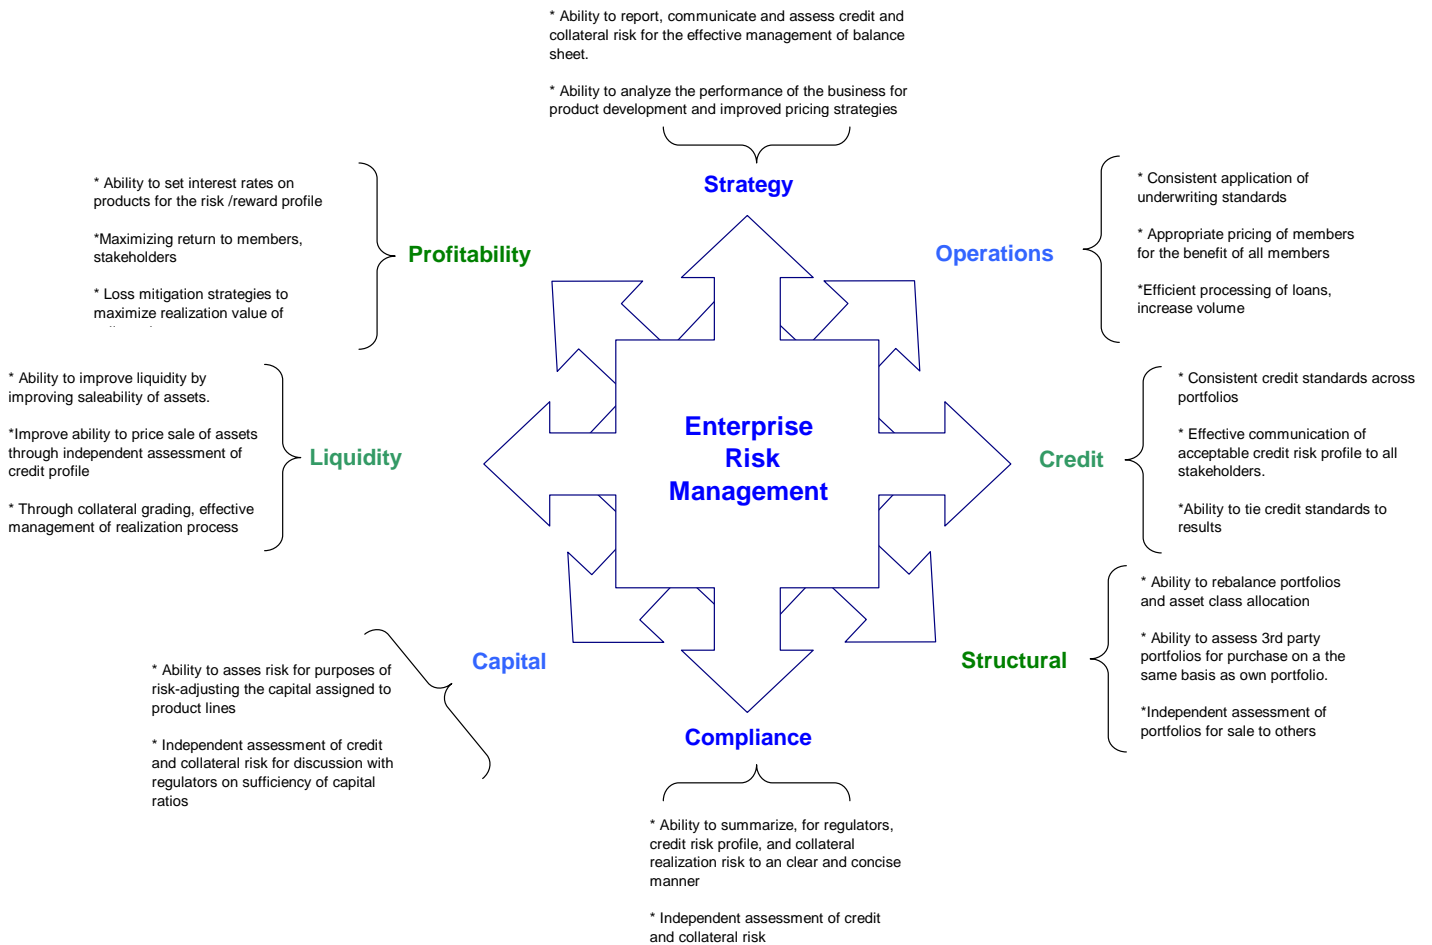 * Ability to report, communicate and assess credit and
collateral risk for the effective management of balance
sheet.
* Ability to analyze the performance of the business for
product development and improved pricing strategies
Strategy
* Ability to set interest rates on
products for the risk /reward profile
*Maximizing return to members,
stakeholders
* Loss mitigation strategies to
maximize realization value of
Profitability
Operations
* Consistent application of
underwriting standards
* Appropriate pricing of members
for the benefit of all members
*Efficient processing of loans,
increase volume
* Ability to improve liquidity by
improving saleability of assets.
*Improve ability to price sale of assets
through independent assessment of
credit profile
* Through collateral grading, effective
management of realization process
Liquidity
Enterprise
Risk
Management
Credit
* Consistent credit standards across
portfolios
* Effective communication of
acceptable credit risk profile to all
stakeholders.
*Ability to tie credit standards to
results
Capital
* Ability to asses risk for purposes of
risk-adjusting the capital assigned to
product lines
* Independent assessment of credit
and collateral risk for discussion with
regulators on sufficiency of capital
ratios
Structural
* Ability to rebalance portfolios
and asset class allocation
* Ability to assess 3rd party
portfolios for purchase on a the
same basis as own portfolio.
*Independent assessment of
portfolios for sale to others
Compliance
* Ability to summarize, for regulators,
credit risk profile, and collateral
realization risk to an clear and concise
manner
* Independent assessment of credit
and collateral risk